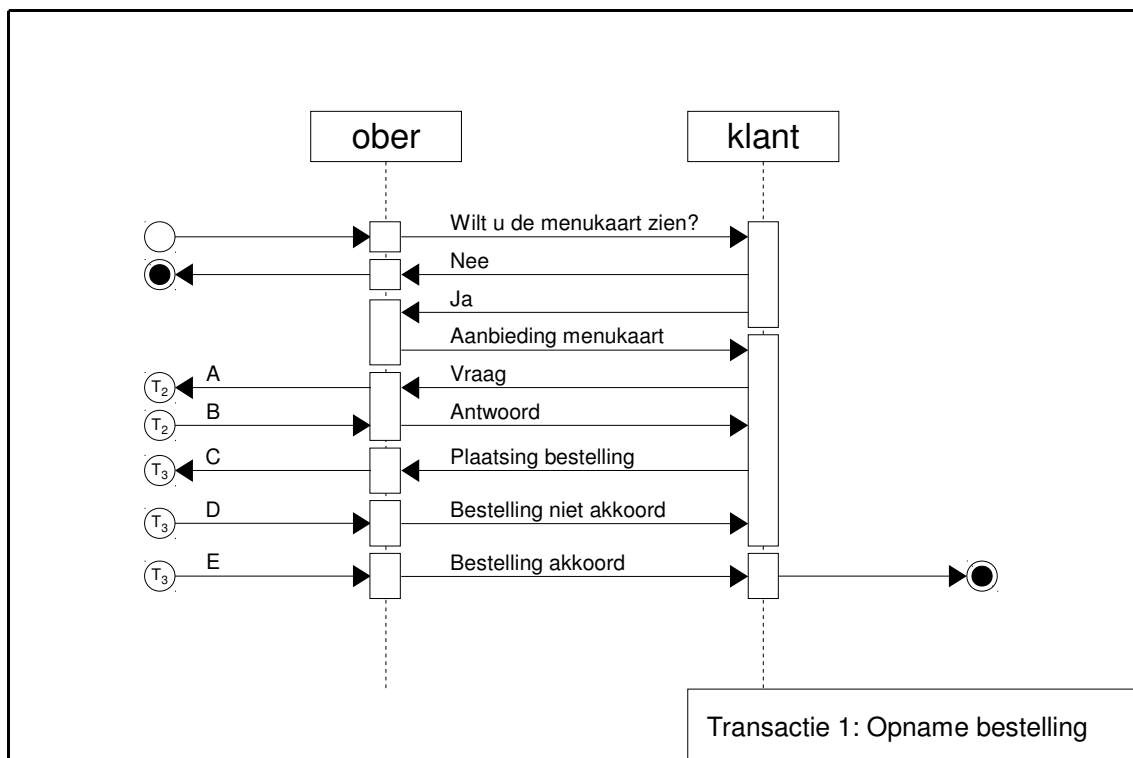 ober
klant
Wilt u de menukaart zien?
Nee
Ja
Aanbieding menukaart
T2 A Vraag
T2 B Antwoord
T3 C Plaatsing bestelling
T3 D Bestelling niet akkoord
T3 E Bestelling akkoord
Transactie 1: Opname bestelling